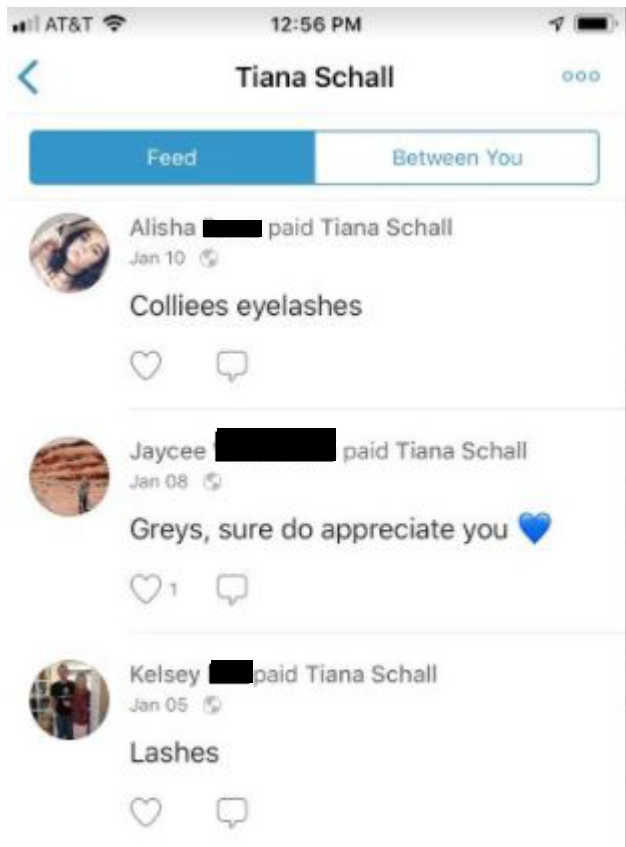 AT&T 12:56 PM
Tiana Schall
Feed Between You
Alisha paid Tiana Schall
Jan 10
Colliees eyelashes
Jaycee paid Tiana Schall
Jan 08
Greys, sure do appreciate you 💙
1
Kelsey paid Tiana Schall
Jan 05
Lashes